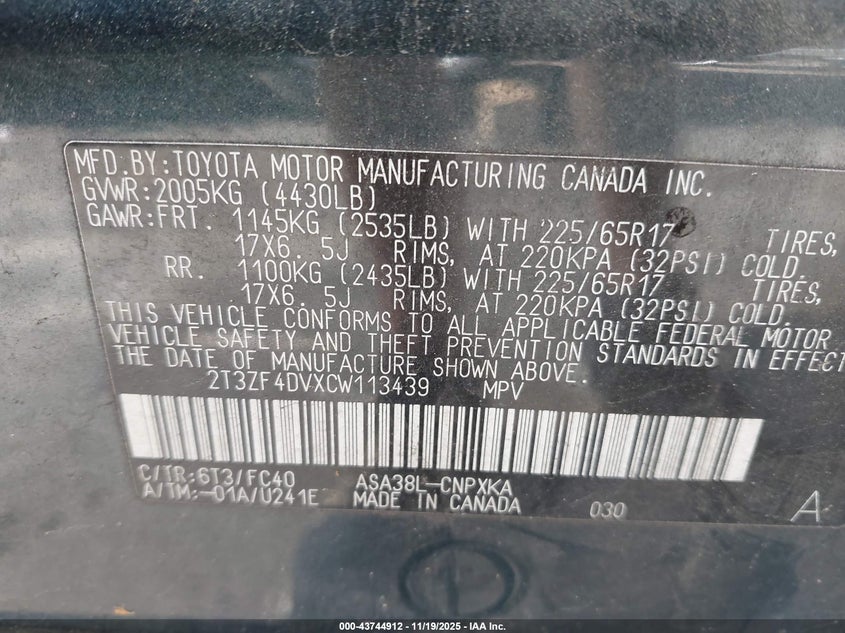 MFD.BY:TOYOTA MOTOR MANUFACTURING CANADA INC.
GVWR:2005KG (4430LB)
GAWR:FRT. 1145KG (2535LB) WITH 225/65R17 TIRES,
17X6. 5J RIMS, AT 220KPA (32PSI) COLD.
RR. 1100KG (2435LB) WITH 225/65R17 TIRES,
17X6. 5J RIMS, AT 220KPA (32PSI) COLD.
THIS VEHICLE CONFORMS TO ALL APPLICABLE FEDERAL MOTOR
VEHICLE SAFETY AND THEFT PREVENTION STANDARDS IN EFFECT
THE DATE OF MANUFACTURE SHOWN ABOVE.
2T3ZF4DVXCW113439 MPV
C/TR:6T3/FC40 ASA38L-CNPXKA
A/TM:-01A/U241E MADE IN CANADA 030 A
000-43744912 - 11/19/2025 - IAA Inc.